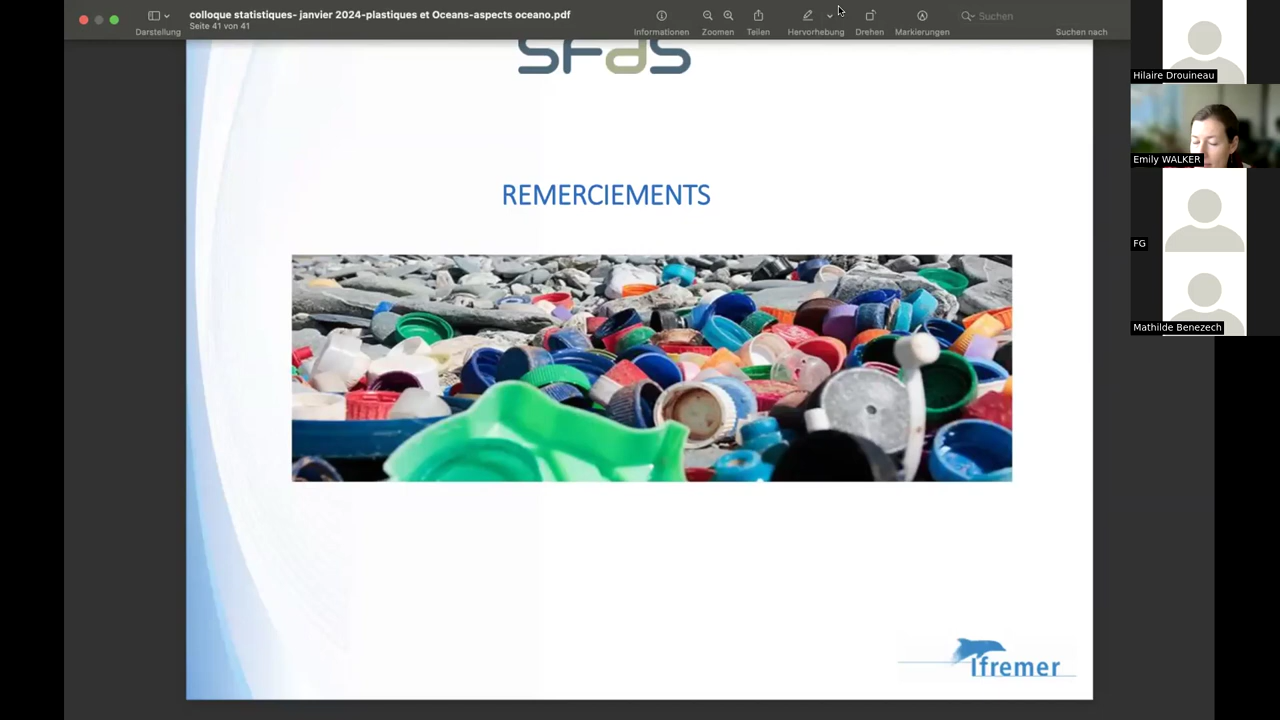 colloque statistiques- janvier 2024-plastiques et Oceans-aspects oceano.pdf
Seite 41 von 41
Darstellung
Informationen
Zoomen
Teilen
Hervorhebung
Drehen
Markierungen
Suchen
Suchen nach
SFdS
REMERCIEMENTS
Ifremer
Hilaire Drouineau
Emily WALKER
FG
Mathilde Benezech